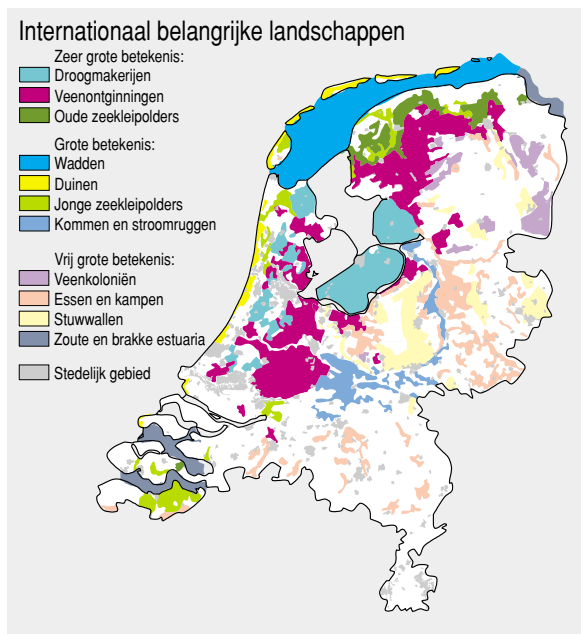 Internationaal belangrijke landschappen
Zeer grote betekenis:
Droogmakerijen
Veenontginningen
Oude zeekleipolders
Grote betekenis:
Wadden
Duinen
Jonge zeekleipolders
Kommen en stroomruggen
Vrij grote betekenis:
Veenkoloniën
Essen en kampen
Stuwwallen
Zoute en brakke estuaria
Stedelijk gebied